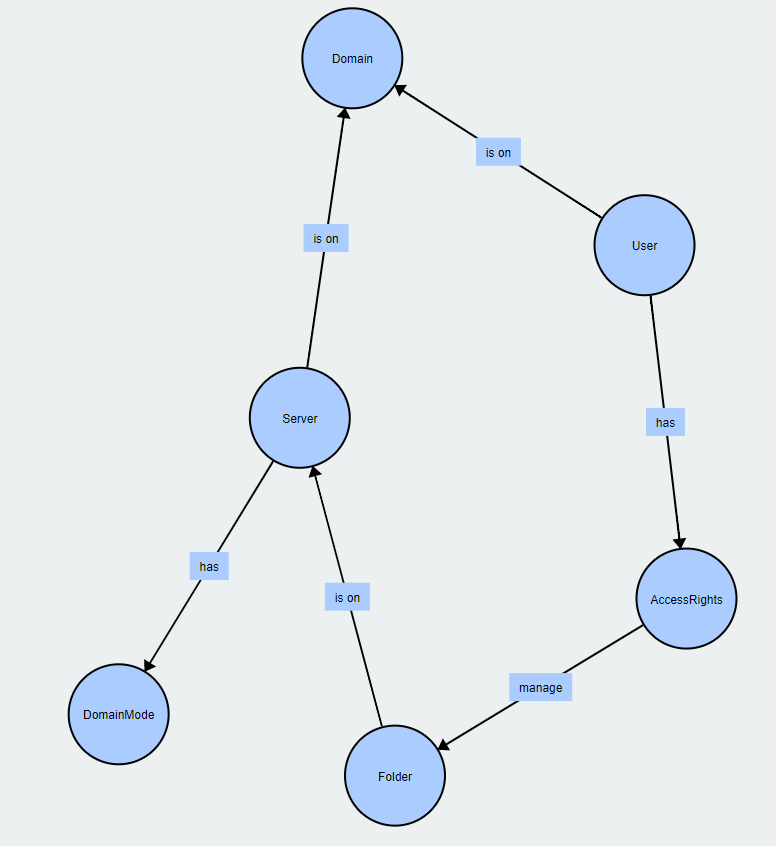 Domain
is on
is on
User
Server
has
has
is on
AccessRights
manage
DomainMode
Folder